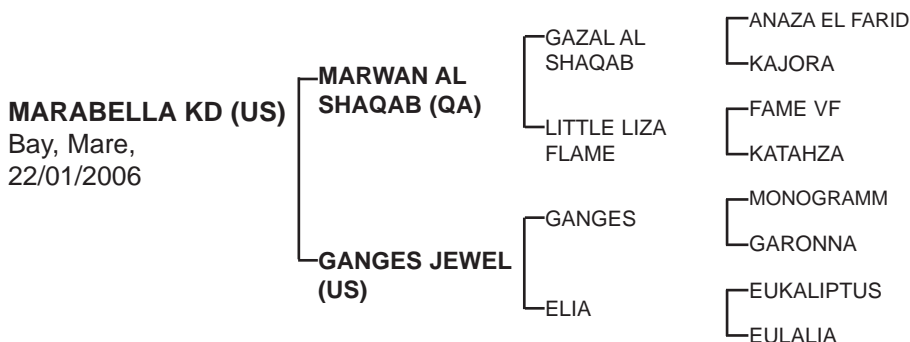 MARABELLA KD (US)
Bay, Mare,
22/01/2006
MARWAN AL
SHAQAB (QA)
GANGES JEWEL
(US)
GAZAL AL
SHAQAB
LITTLE LIZA
FLAME
GANGES
ELIA
ANAZA EL FARID
KAJORA
FAME VF
KATAHZA
MONOGRAMM
GARONNA
EUKALIPTUS
EULALIA